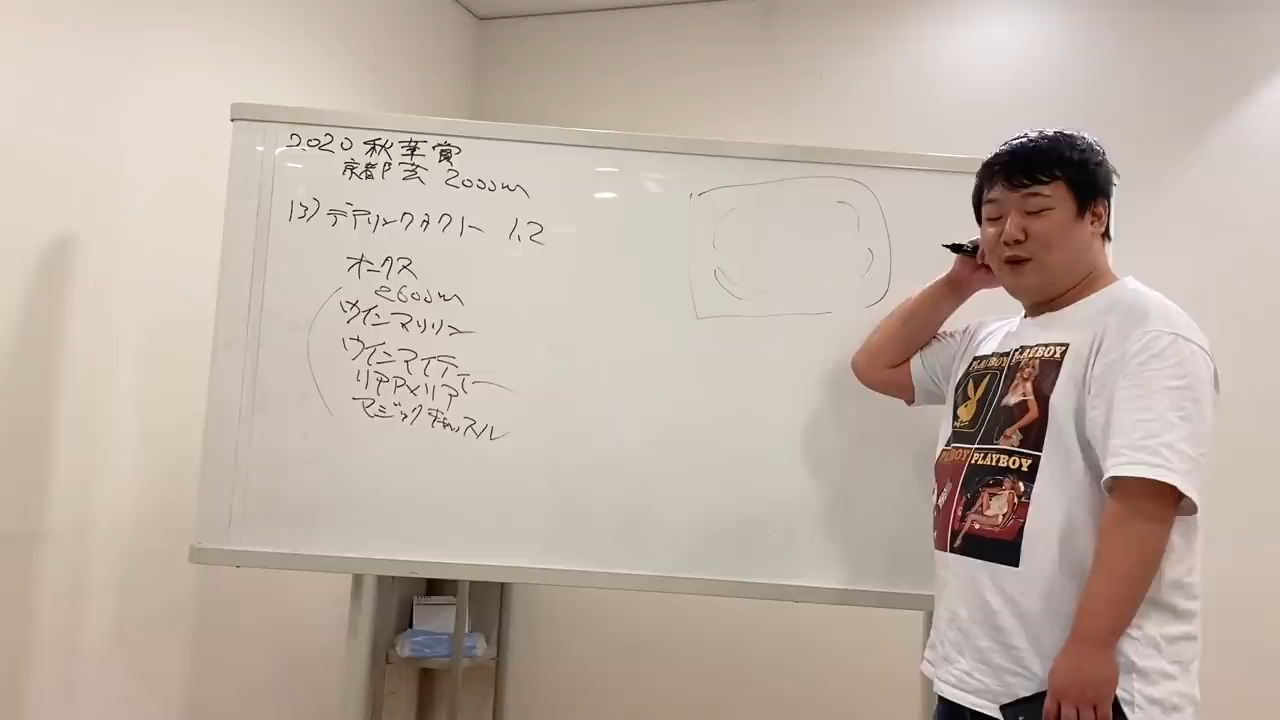 2020 秋華賞
京都芝 2000m
13) デアリングタクト 1.2
オークス
2600m
ウインマリリン
ウインマイティー
リアアメリア
マジックキャッスル
PLAYBOY
PLAYBOY
PLAYBOY
PLAYBOY